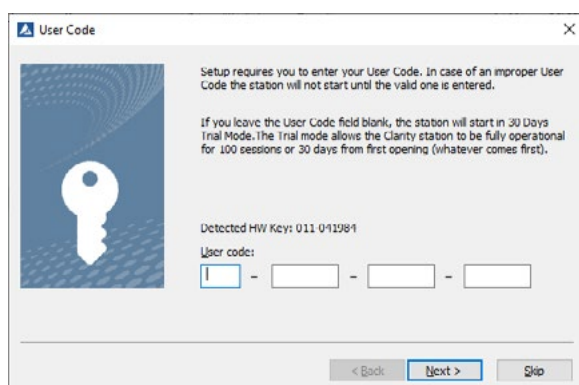 User Code
Setup requires you to enter your User Code. In case of an improper User
Code the station will not start until the valid one is entered.
If you leave the User Code field blank, the station will start in 30 Days
Trial Mode.The Trial mode allows the Clarity station to be fully operational
for 100 sessions or 30 days from first opening (whatever comes first).
Detected HW Key: 011-041984
User code:
- - -
< Back Next > Skip